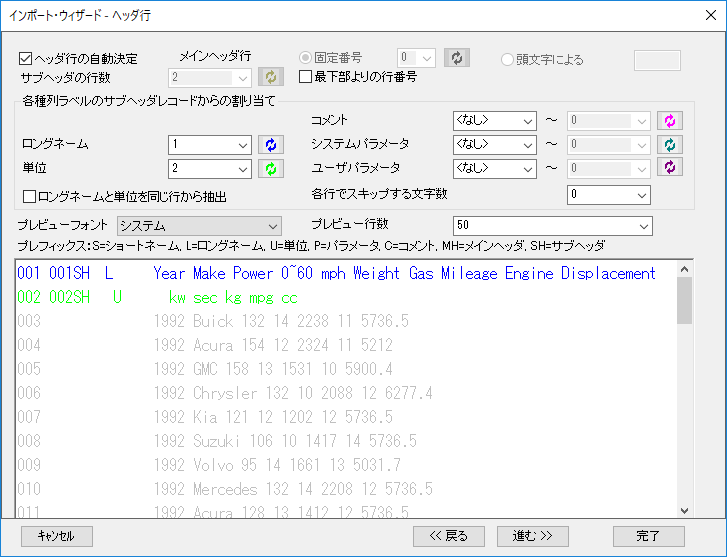 インポート・ウィザード - ヘッダ行
ヘッダ行の自動決定 メインヘッダ行 固定番号 0 頭文字による
サブヘッダの行数 2 最下部よりの行番号
各種列ラベルのサブヘッダレコードからの割り当て
コメント <なし> ～ 0
ロングネーム 1 システムパラメータ <なし> ～ 0
単位 2 ユーザパラメータ <なし> ～ 0
ロングネームと単位を同じ行から抽出 各行でスキップする文字数 0
プレビューフォント システム プレビュー行数 50
プレフィックス：S=ショートネーム, L=ロングネーム, U=単位, P=パラメータ, C=コメント, MH=メインヘッダ, SH=サブヘッダ
001 001SH L Year Make Power 0~60 mph Weight Gas Mileage Engine Displacement
002 002SH U kw sec kg mpg cc
003 1992 Buick 132 14 2238 11 5736.5
004 1992 Acura 154 12 2324 11 5212
005 1992 GMC 158 13 1531 10 5900.4
006 1992 Chrysler 132 10 2088 12 6277.4
007 1992 Kia 121 12 1202 12 5736.5
008 1992 Suzuki 106 10 1417 14 5736.5
009 1992 Volvo 95 14 1661 13 5031.7
010 1992 Mercedes 132 14 2208 12 5736.5
011 1992 Acura 128 13 1412 12 5736.5
キャンセル << 戻る 進む >> 完了